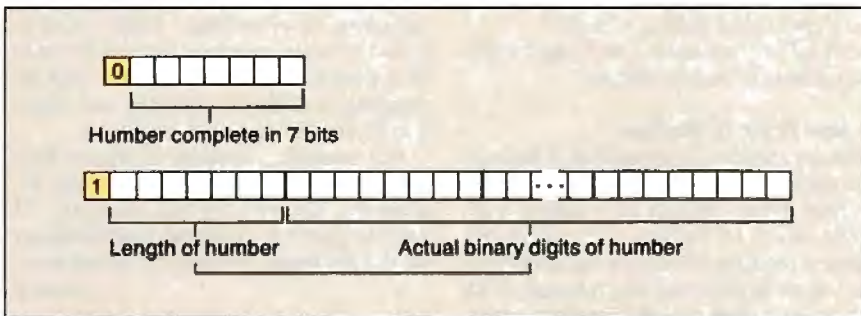 0
Humber complete in 7 bits
1
...
Length of humber
Actual binary digits of humber